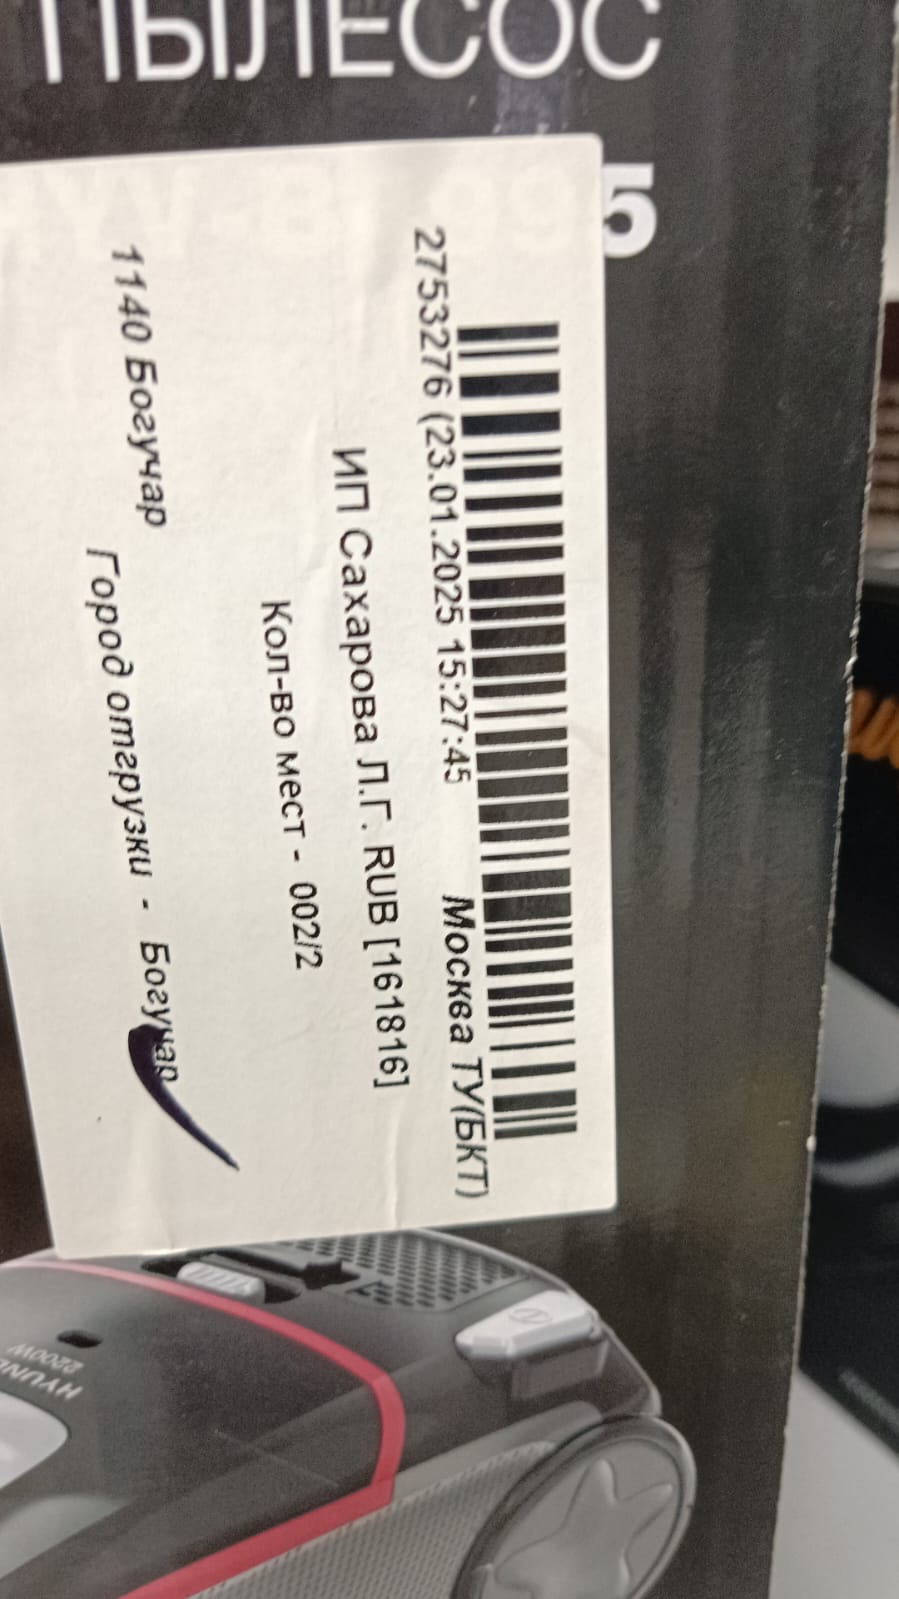 ПЫЛЕСОС
2753276 (23.01.2025 15:27:45 Москва ТУ(БКТ)
ИП Сахарова Л.Г. RUB [161816]
Кол-во мест - 002/2
1140 Богучар
Город отгрузки - Богучар
2200W